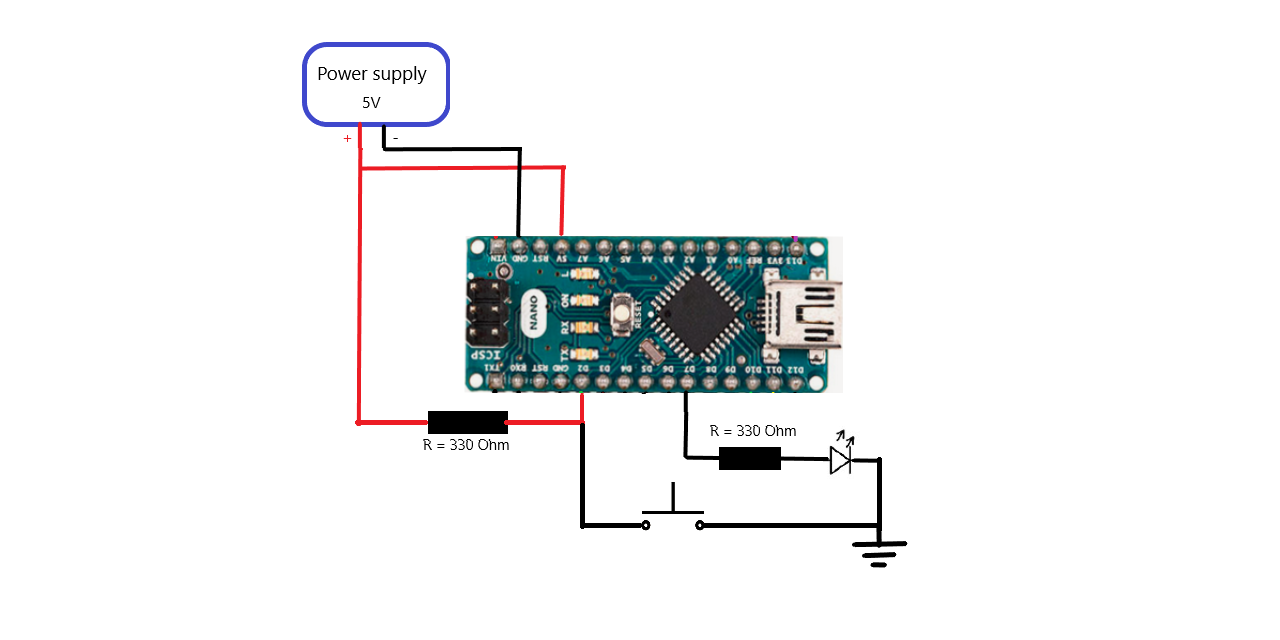 Power supply
5V
+ -
VIN GND RST 5V A7 A6 A5 A4 A3 A2 A1 A0 REF 3V3 D13
L
ON
NANO
RESET
RX
TX
ICSP
TX1 RX0 RST GND D2 D3 D4 D5 D6 D7 D8 D9 D10 D11 D12
R = 330 Ohm
R = 330 Ohm